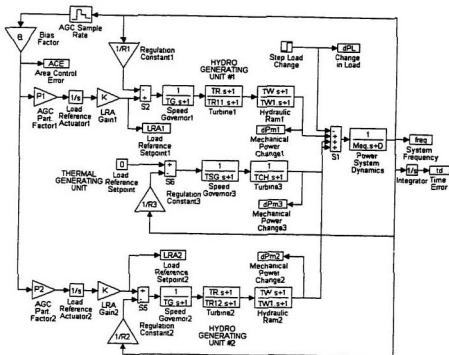 B
Bias
Factor
AGC Sample
Rate
1/R1
Regulation
Constant1
HYDRO
GENERATING
UNIT #1
Step Load
Change
dPL
Change
in Load
ACE
Area Control
Error
P1
AGC
Part.
Factor1
1/s
Load
Reference
Actuator1
K
LRA
Gain1
S2
1
TG.s+1
Speed
Governor1
TR.s+1
TR11.s+1
Turbine1
TW.s+1
TW1.s+1
Hydraulic
Ram1
LRA1
Load
Reference
Setpoint1
dPm1
Mechanical
Power
Change1
S1
1
Meq.s+D
Power
System
Dynamics
freq
System
Frequency
1/s
Integrator
td
Time
Error
0
Load
Reference
Setpoint
THERMAL
GENERATING
UNIT
S6
1
TSG.s+1
Speed
Governor3
1
TCH.s+1
Turbine3
1/R3
Regulation
Constant3
dPm3
Mechanical
Power
Change3
LRA2
Load
Reference
Setpoint2
dPm2
Mechanical
Power
Change2
P2
AGC
Part.
Factor2
1/s
Load
Reference
Actuator2
K
LRA
Gain2
S5
1
TG.s+1
Speed
Governor2
TR.s+1
TR12.s+1
Turbine2
TW.s+1
TW1.s+1
Hydraulic
Ram2
1/R2
Regulation
Constant2
HYDRO
GENERATING
UNIT #2